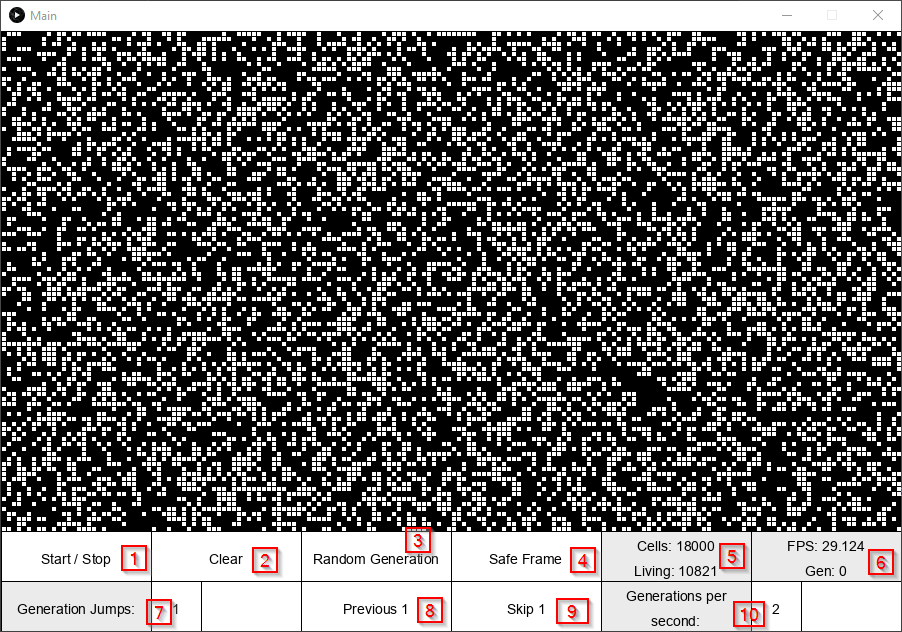 Main
Start / Stop 1
Clear 2
Random Generation 3
Safe Frame 4
Cells: 18000
Living: 10821 5
FPS: 29.124
Gen: 0 6
Generation Jumps: 7 1
Previous 1 8
Skip 1 9
Generations per
second: 10 2